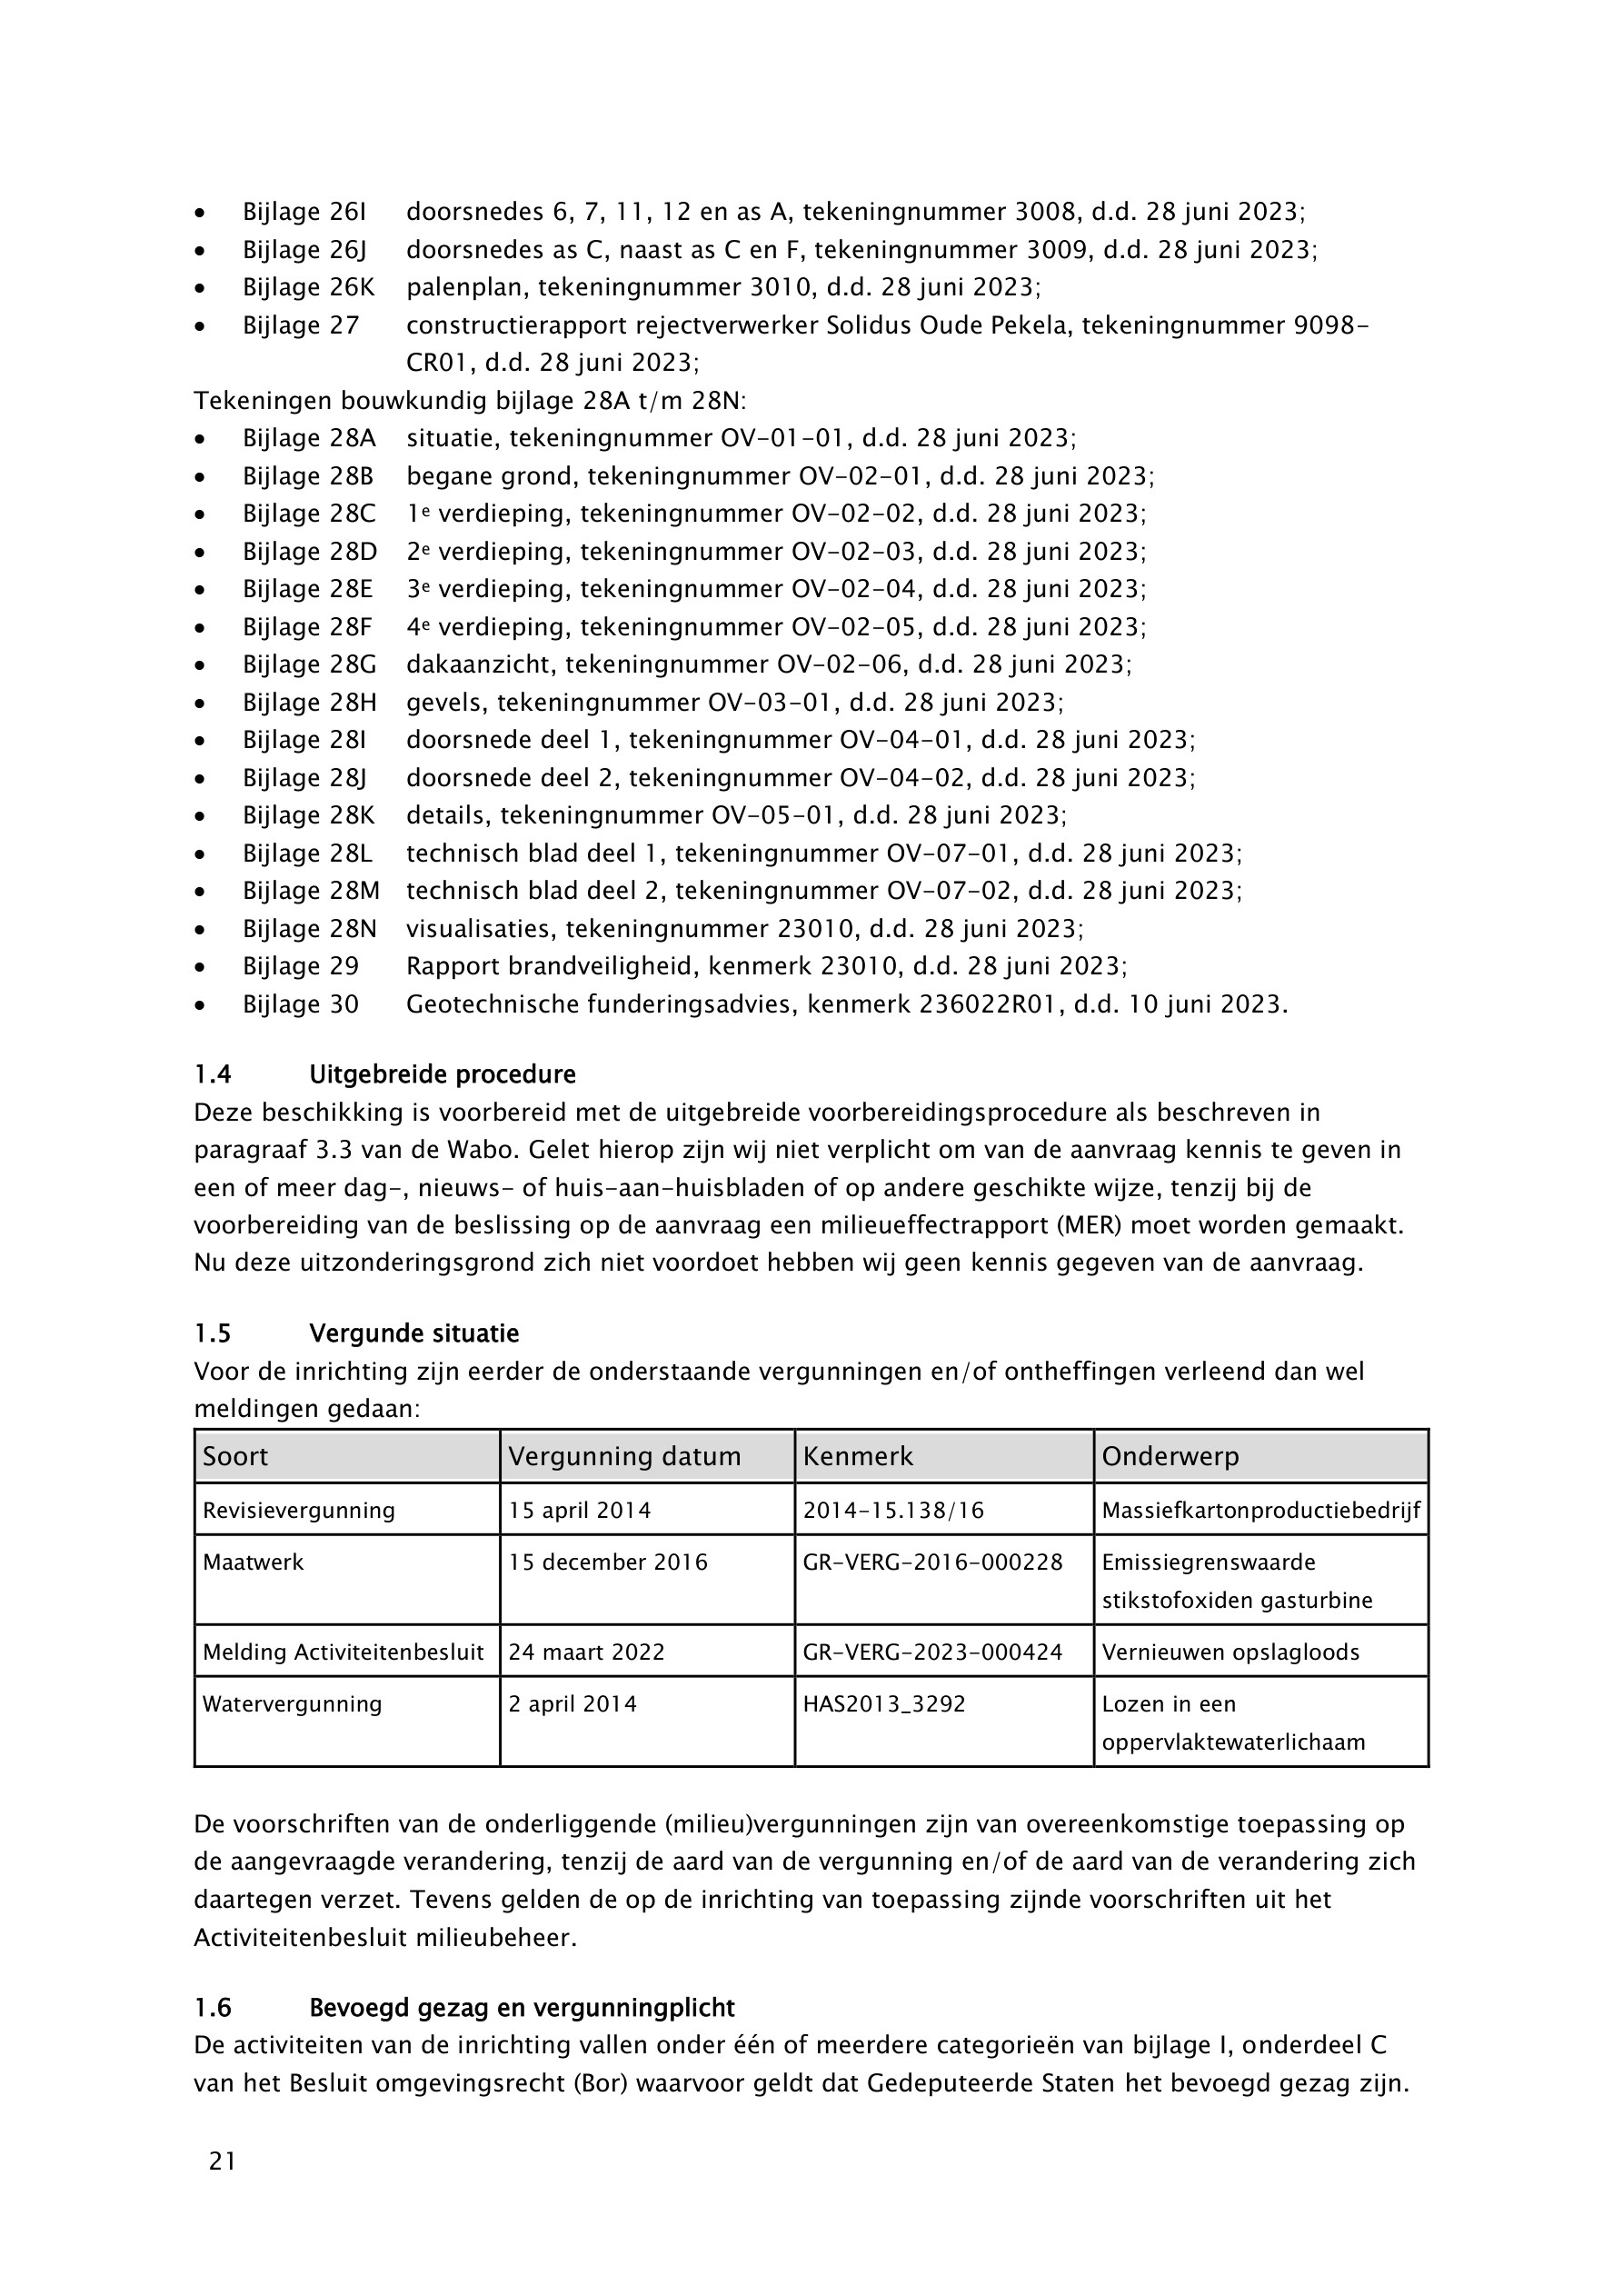 • Bijlage 26I doorsnedes 6, 7, 11, 12 en as A, tekeningnummer 3008, d.d. 28 juni 2023;
• Bijlage 26J doorsnedes as C, naast as C en F, tekeningnummer 3009, d.d. 28 juni 2023;
• Bijlage 26K palenplan, tekeningnummer 3010, d.d. 28 juni 2023;
• Bijlage 27 constructierapport rejectverwerker Solidus Oude Pekela, tekeningnummer 9098-
CR01, d.d. 28 juni 2023;
Tekeningen bouwkundig bijlage 28A t/m 28N:
• Bijlage 28A situatie, tekeningnummer OV-01-01, d.d. 28 juni 2023;
• Bijlage 28B begane grond, tekeningnummer OV-02-01, d.d. 28 juni 2023;
• Bijlage 28C 1e verdieping, tekeningnummer OV-02-02, d.d. 28 juni 2023;
• Bijlage 28D 2e verdieping, tekeningnummer OV-02-03, d.d. 28 juni 2023;
• Bijlage 28E 3e verdieping, tekeningnummer OV-02-04, d.d. 28 juni 2023;
• Bijlage 28F 4e verdieping, tekeningnummer OV-02-05, d.d. 28 juni 2023;
• Bijlage 28G dakaanzicht, tekeningnummer OV-02-06, d.d. 28 juni 2023;
• Bijlage 28H gevels, tekeningnummer OV-03-01, d.d. 28 juni 2023;
• Bijlage 28I doorsnede deel 1, tekeningnummer OV-04-01, d.d. 28 juni 2023;
• Bijlage 28J doorsnede deel 2, tekeningnummer OV-04-02, d.d. 28 juni 2023;
• Bijlage 28K details, tekeningnummer OV-05-01, d.d. 28 juni 2023;
• Bijlage 28L technisch blad deel 1, tekeningnummer OV-07-01, d.d. 28 juni 2023;
• Bijlage 28M technisch blad deel 2, tekeningnummer OV-07-02, d.d. 28 juni 2023;
• Bijlage 28N visualisaties, tekeningnummer 23010, d.d. 28 juni 2023;
• Bijlage 29 Rapport brandveiligheid, kenmerk 23010, d.d. 28 juni 2023;
• Bijlage 30 Geotechnische funderingsadvies, kenmerk 236022R01, d.d. 10 juni 2023.
1.4 Uitgebreide procedure
Deze beschikking is voorbereid met de uitgebreide voorbereidingsprocedure als beschreven in
paragraaf 3.3 van de Wabo. Gelet hierop zijn wij niet verplicht om van de aanvraag kennis te geven in
een of meer dag-, nieuws- of huis-aan-huisbladen of op andere geschikte wijze, tenzij bij de
voorbereiding van de beslissing op de aanvraag een milieueffectrapport (MER) moet worden gemaakt.
Nu deze uitzonderingsgrond zich niet voordoet hebben wij geen kennis gegeven van de aanvraag.
1.5 Vergunde situatie
Voor de inrichting zijn eerder de onderstaande vergunningen en/of ontheffingen verleend dan wel
meldingen gedaan:
Soort Vergunning datum Kenmerk Onderwerp
Revisievergunning 15 april 2014 2014-15.138/16 Massiefkartonproductiebedrijf
Maatwerk 15 december 2016 GR-VERG-2016-000228 Emissiegrenswaarde
stikstofoxiden gasturbine
Melding Activiteitenbesluit 24 maart 2022 GR-VERG-2023-000424 Vernieuwen opslagloods
Watervergunning 2 april 2014 HAS2013_3292 Lozen in een
oppervlaktewaterlichaam
De voorschriften van de onderliggende (milieu)vergunningen zijn van overeenkomstige toepassing op
de aangevraagde verandering, tenzij de aard van de vergunning en/of de aard van de verandering zich
daartegen verzet. Tevens gelden de op de inrichting van toepassing zijnde voorschriften uit het
Activiteitenbesluit milieubeheer.
1.6 Bevoegd gezag en vergunningplicht
De activiteiten van de inrichting vallen onder één of meerdere categorieën van bijlage I, onderdeel C
van het Besluit omgevingsrecht (Bor) waarvoor geldt dat Gedeputeerde Staten het bevoegd gezag zijn.
21